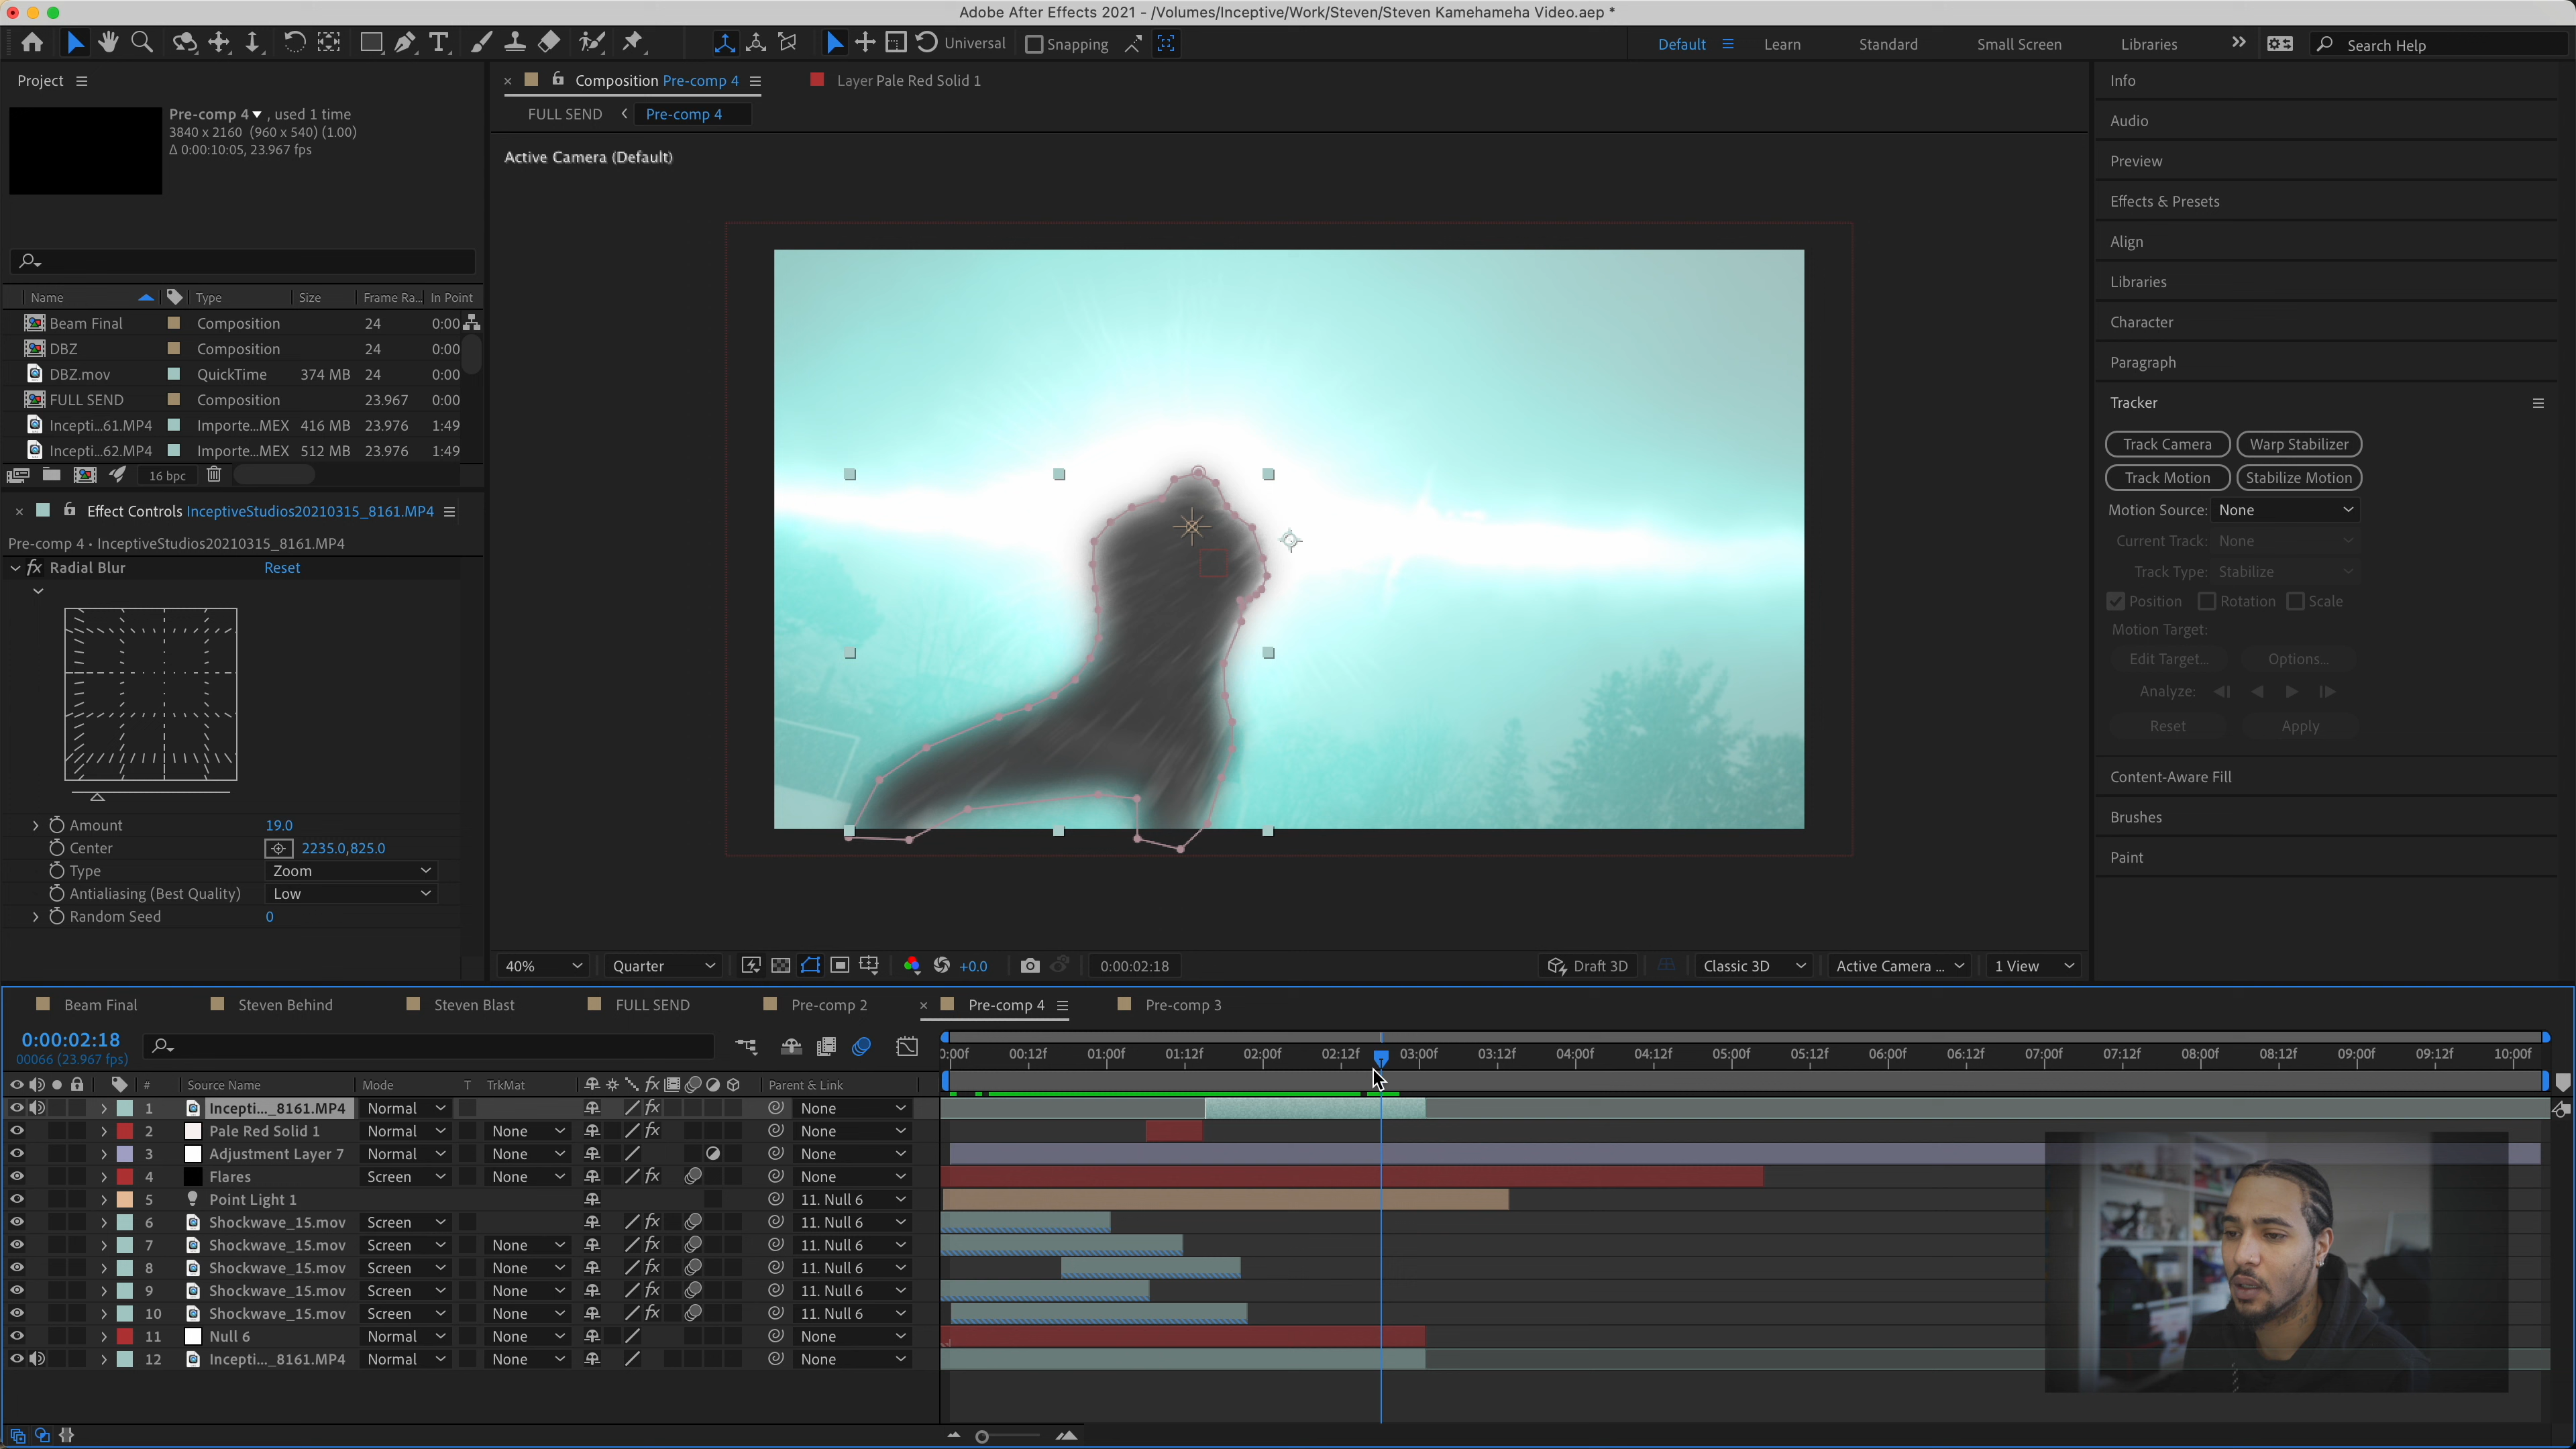 Adobe After Effects 2021 - /Volumes/Inceptive/Work/Steven/Steven Kamehameha Video.aep *
Universal
Snapping
Default
Learn
Standard
Small Screen
Libraries
Search Help
Project
Pre-comp 4 , used 1 time
3840 x 2160 (960 x 540) (1.00)
Δ 0:00:10:05, 23.967 fps
Name Type Size Frame Ra... In Point
Beam Final Composition 24 0:00
DBZ Composition 24 0:00
DBZ.mov QuickTime 374 MB 24 0:00
FULL SEND Composition 23.967 0:00
Incepti...61.MP4 Importe...MEX 416 MB 23.976 1:49
Incepti...62.MP4 Importe...MEX 512 MB 23.976 1:49
16 bpc
Effect Controls InceptiveStudios20210315_8161.MP4
Pre-comp 4 • InceptiveStudios20210315_8161.MP4
fx Radial Blur Reset
Amount 19.0
Center 2235.0,825.0
Type Zoom
Antialiasing (Best Quality) Low
Random Seed 0
Composition Pre-comp 4
Layer Pale Red Solid 1
FULL SEND Pre-comp 4
Active Camera (Default)
40% Quarter +0.0 0:00:02:18 Draft 3D Classic 3D Active Camera ... 1 View
Info
Audio
Preview
Effects & Presets
Align
Libraries
Character
Paragraph
Tracker
Track Camera Warp Stabilizer
Track Motion Stabilize Motion
Motion Source: None
Current Track: None
Track Type: Stabilize
Position Rotation Scale
Motion Target:
Edit Target... Options...
Analyze:
Reset Apply
Content-Aware Fill
Brushes
Paint
Beam Final Steven Behind Steven Blast FULL SEND Pre-comp 2 Pre-comp 4 Pre-comp 3
0:00:02:18
00066 (23.967 fps)
0:00f 00:12f 01:00f 01:12f 02:00f 02:12f 03:00f 03:12f 04:00f 04:12f 05:00f 05:12f 06:00f 06:12f 07:00f 07:12f 08:00f 08:12f 09:00f 09:12f 10:00f
# Source Name Mode T TrkMat fx Parent & Link
1 Incepti..._8161.MP4 Normal fx None
2 Pale Red Solid 1 Normal None fx None
3 Adjustment Layer 7 Normal None None
4 Flares Screen None fx None
5 Point Light 1 11. Null 6
6 Shockwave_15.mov Screen fx 11. Null 6
7 Shockwave_15.mov Screen None fx 11. Null 6
8 Shockwave_15.mov Screen None fx 11. Null 6
9 Shockwave_15.mov Screen None fx 11. Null 6
10 Shockwave_15.mov Screen None fx 11. Null 6
11 Null 6 Normal None None
12 Incepti..._8161.MP4 Normal None None